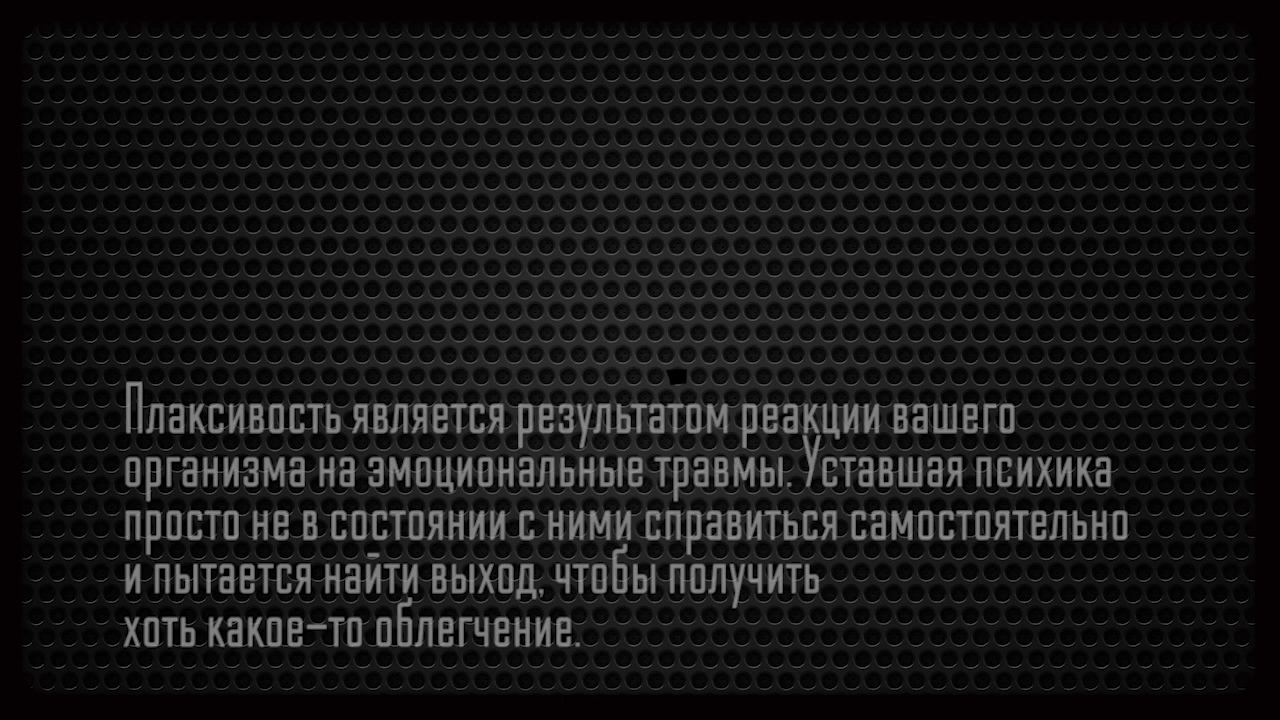 Плаксивость является результатом реакции вашего
организма на эмоциональные травмы. Уставшая психика
просто не в состоянии с ними справиться самостоятельно
и пытается найти выход, чтобы получить
хоть какое-то облегчение.